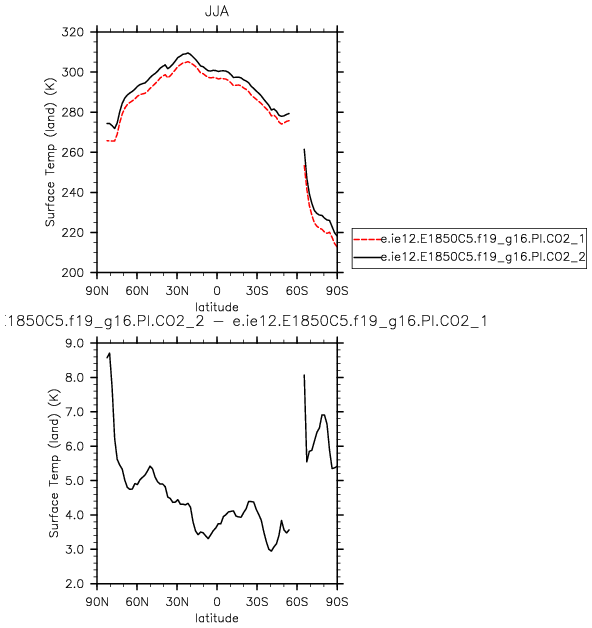 JJA
320
300
280
260
240
220
200
Surface Temp (land) (K)
90N 60N 30N 0 30S 60S 90S
latitude
e.ie12.E1850C5.f19_g16.PI.CO2_1
e.ie12.E1850C5.f19_g16.PI.CO2_2
.1850C5.f19_g16.PI.CO2_2 – e.ie12.E1850C5.f19_g16.PI.CO2_1
9.0
8.0
7.0
6.0
5.0
4.0
3.0
2.0
Surface Temp (land) (K)
90N 60N 30N 0 30S 60S 90S
latitude